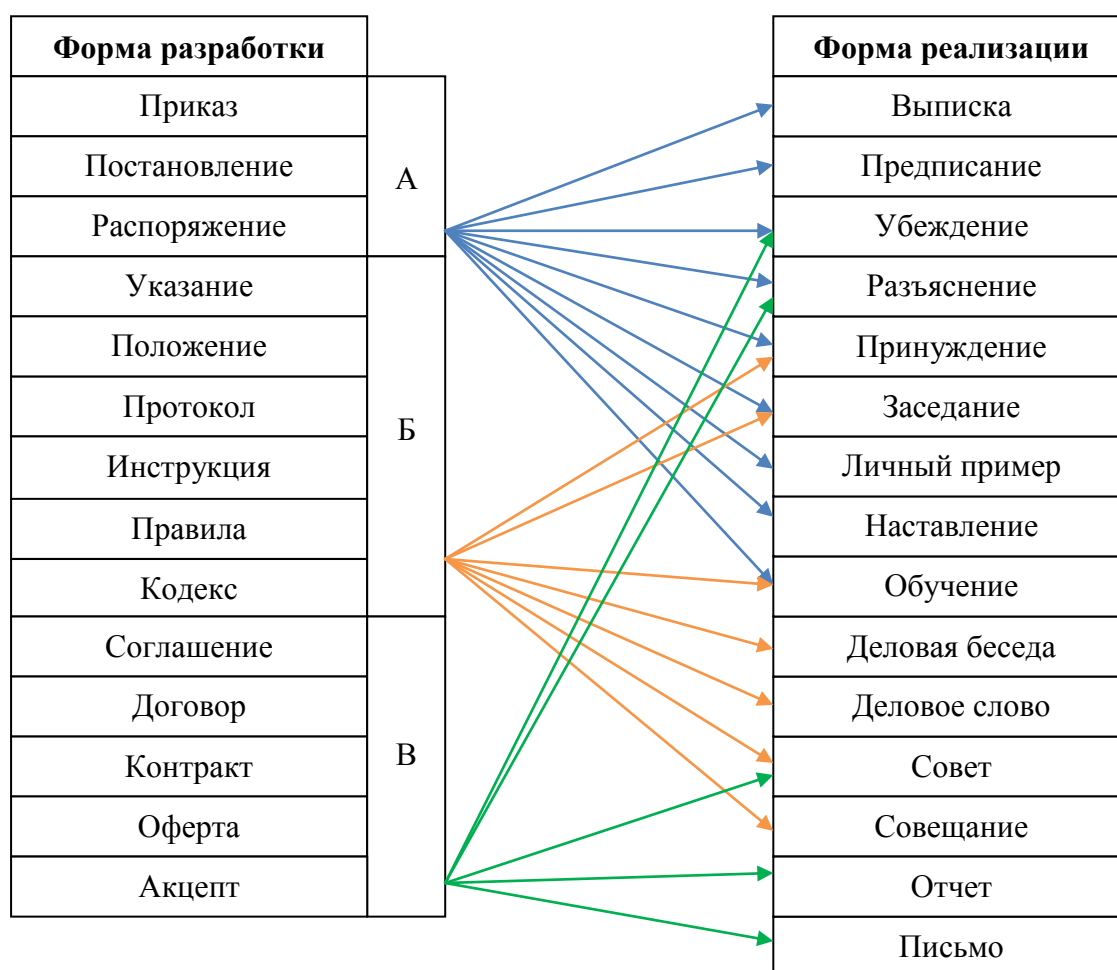 Форма разработки
Приказ
Постановление
Распоряжение
Указание
Положение
Протокол
Инструкция
Правила
Кодекс
Соглашение
Договор
Контракт
Оферта
Акцепт
А
Б
В
Форма реализации
Выписка
Предписание
Убеждение
Разъяснение
Принуждение
Заседание
Личный пример
Наставление
Обучение
Деловая беседа
Деловое слово
Совет
Совещание
Отчет
Письмо